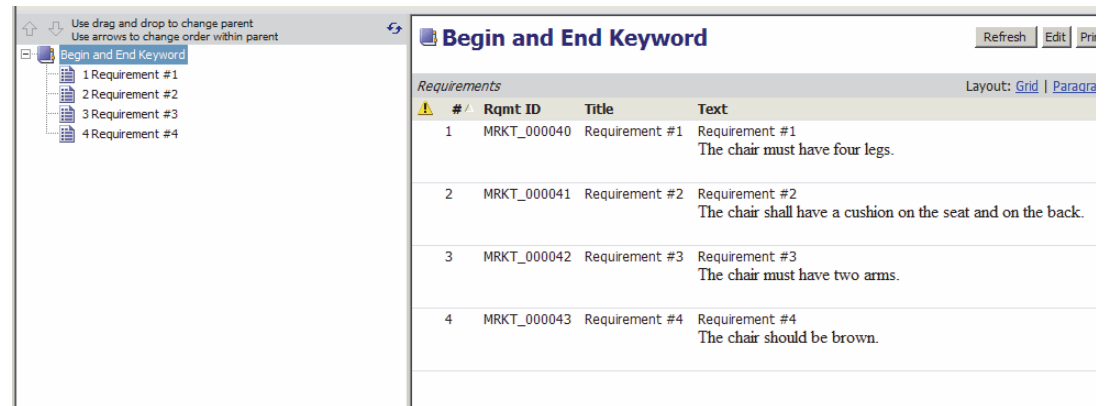 Use drag and drop to change parent
Use arrows to change order within parent
Begin and End Keyword
1 Requirement #1
2 Requirement #2
3 Requirement #3
4 Requirement #4
Begin and End Keyword
Refresh Edit
Requirements Layout: Grid |
# Rqmt ID Title Text
1 MRKT_000040 Requirement #1 Requirement #1
The chair must have four legs.
2 MRKT_000041 Requirement #2 Requirement #2
The chair shall have a cushion on the seat and on the back.
3 MRKT_000042 Requirement #3 Requirement #3
The chair must have two arms.
4 MRKT_000043 Requirement #4 Requirement #4
The chair should be brown.